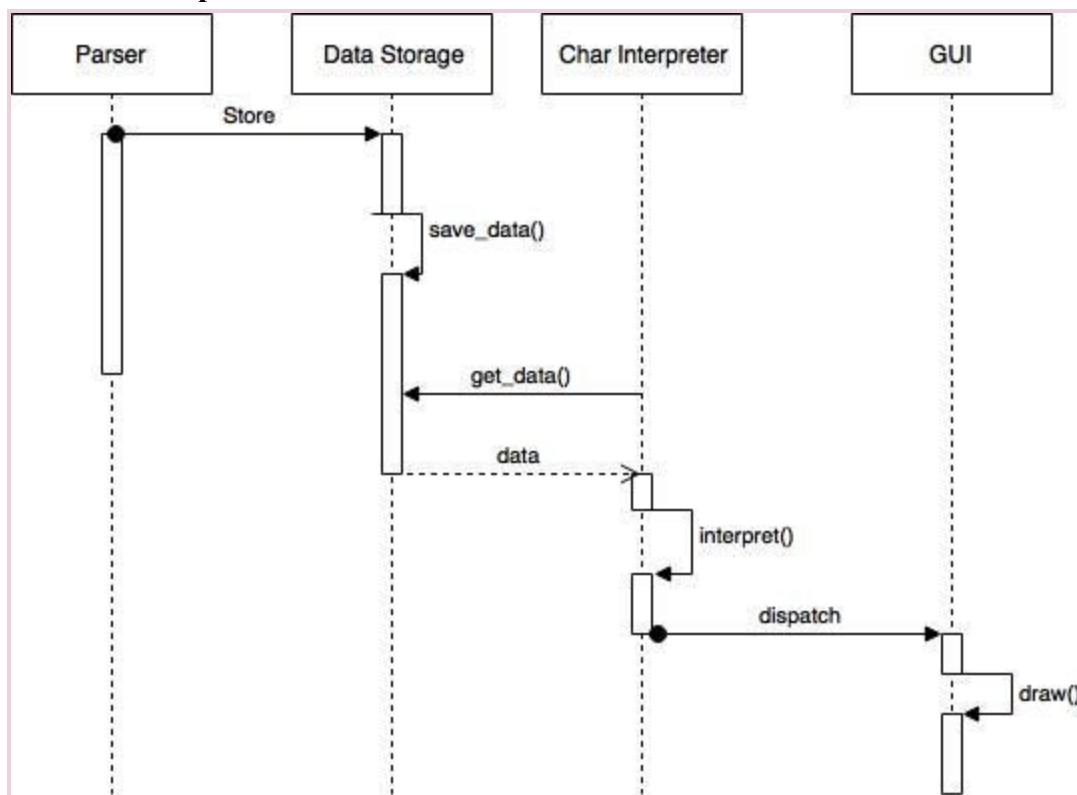 Parser
Data Storage
Char Interpreter
GUI
Store
save_data()
get_data()
data
interpret()
dispatch
draw()